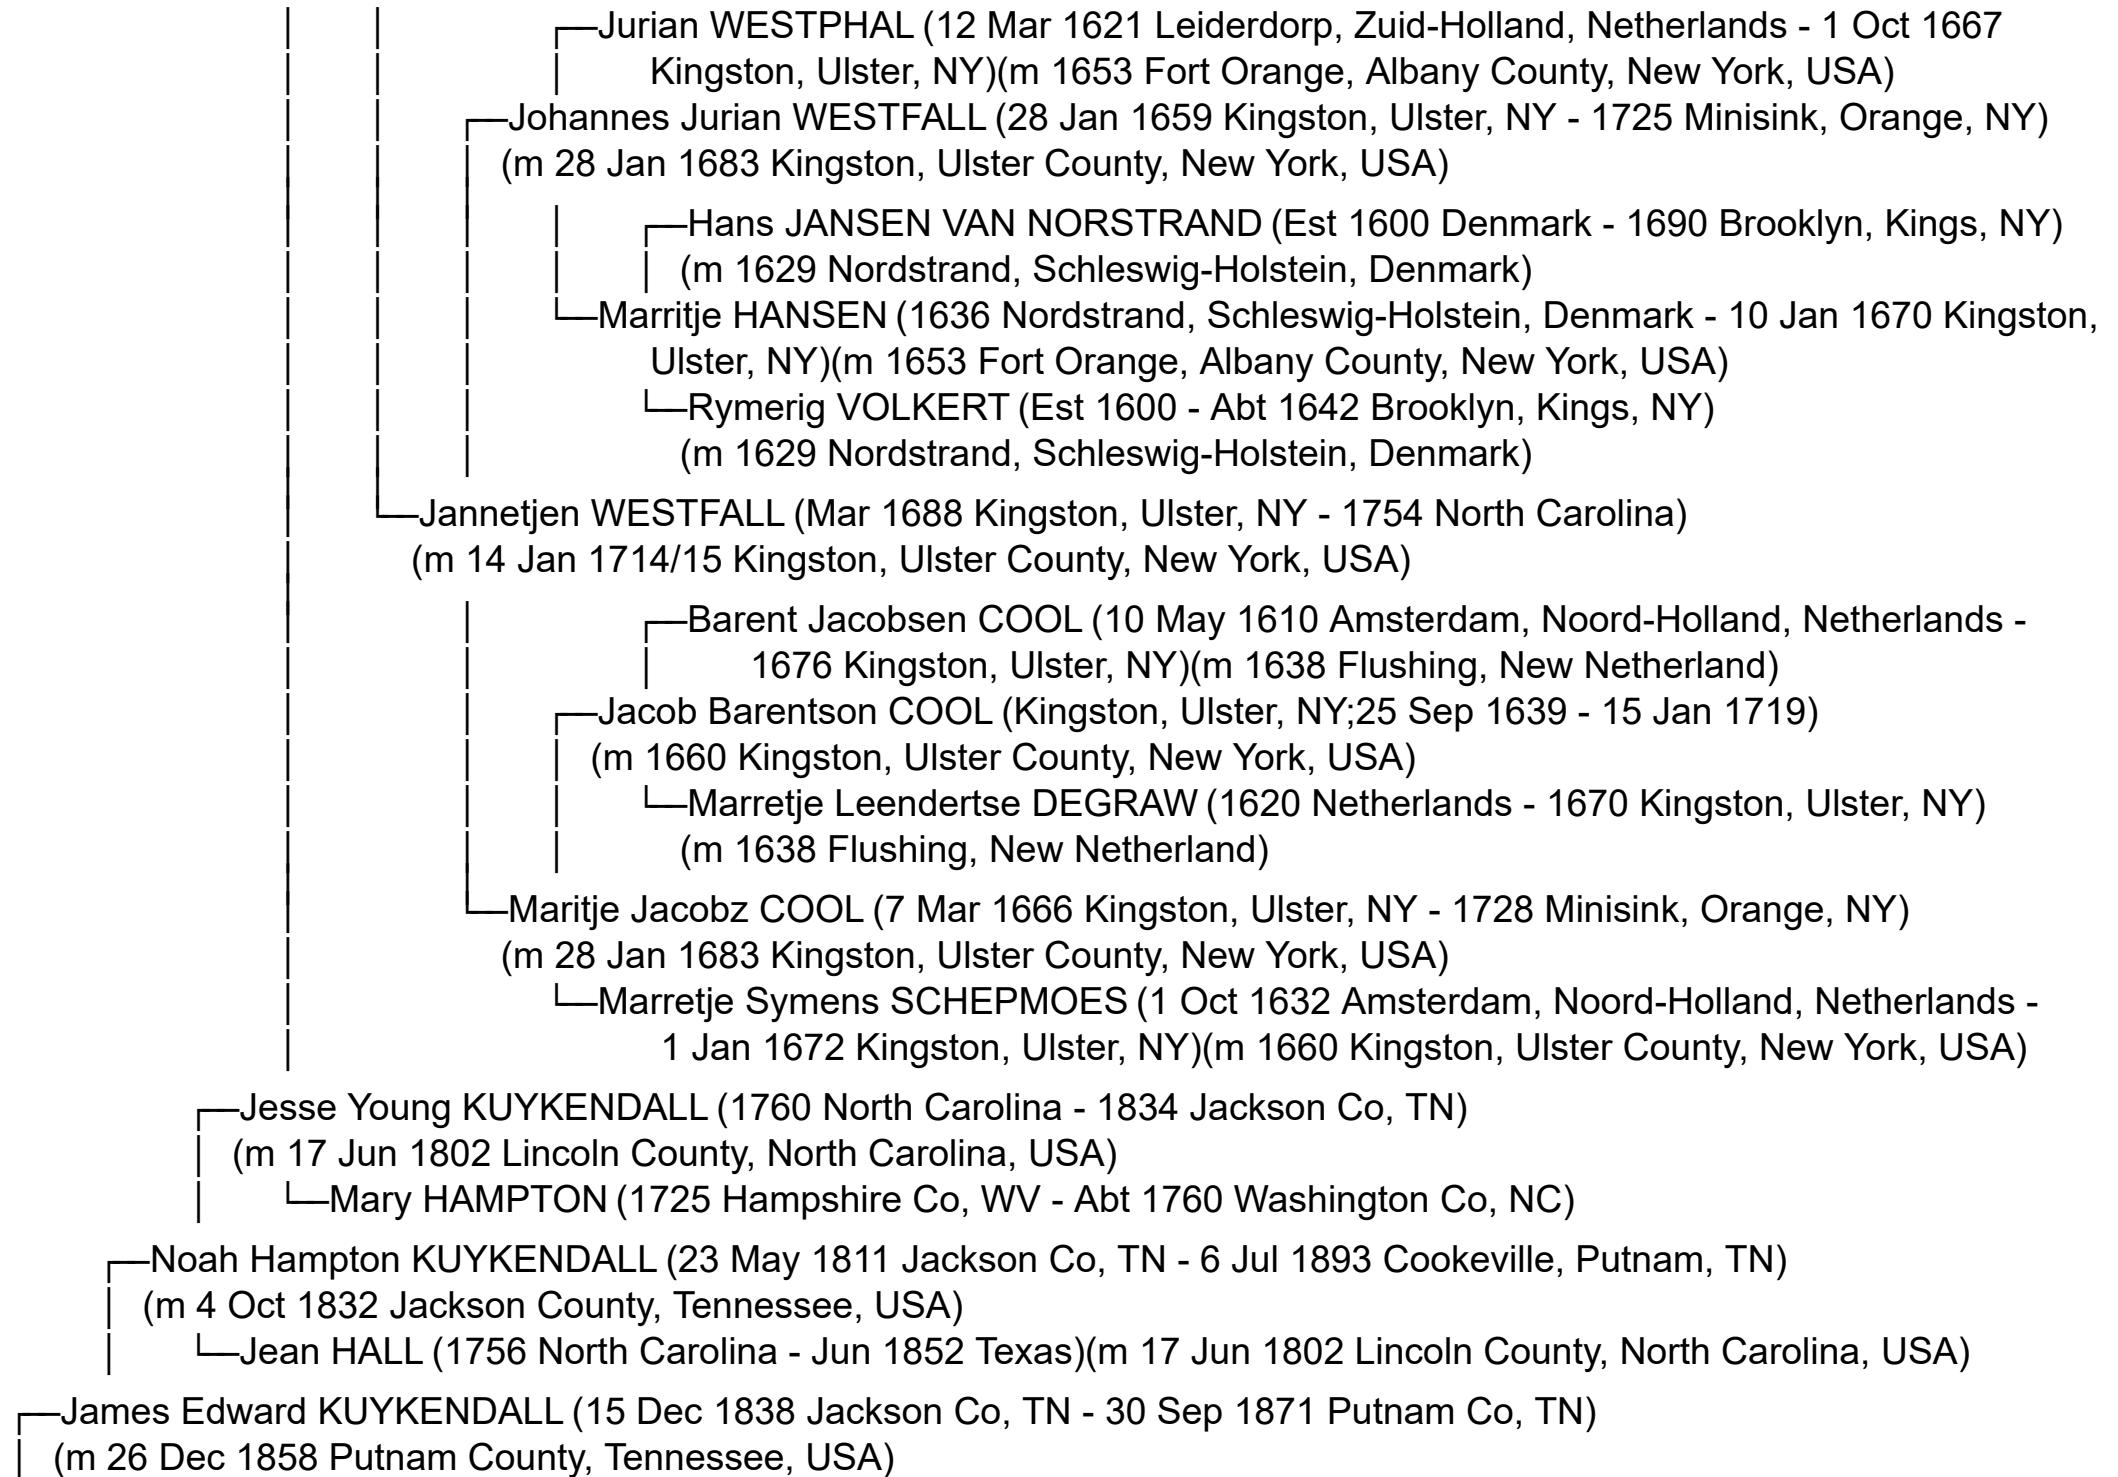 Jurian WESTPHAL (12 Mar 1621 Leiderdorp, Zuid-Holland, Netherlands - 1 Oct 1667
Kingston, Ulster, NY)(m 1653 Fort Orange, Albany County, New York, USA)
Johannes Jurian WESTFALL (28 Jan 1659 Kingston, Ulster, NY - 1725 Minisink, Orange, NY)
(m 28 Jan 1683 Kingston, Ulster County, New York, USA)
Hans JANSEN VAN NORSTRAND (Est 1600 Denmark - 1690 Brooklyn, Kings, NY)
(m 1629 Nordstrand, Schleswig-Holstein, Denmark)
Marritje HANSEN (1636 Nordstrand, Schleswig-Holstein, Denmark - 10 Jan 1670 Kingston,
Ulster, NY)(m 1653 Fort Orange, Albany County, New York, USA)
Rymerig VOLKERT (Est 1600 - Abt 1642 Brooklyn, Kings, NY)
(m 1629 Nordstrand, Schleswig-Holstein, Denmark)
Jannetjen WESTFALL (Mar 1688 Kingston, Ulster, NY - 1754 North Carolina)
(m 14 Jan 1714/15 Kingston, Ulster County, New York, USA)
Barent Jacobsen COOL (10 May 1610 Amsterdam, Noord-Holland, Netherlands -
1676 Kingston, Ulster, NY)(m 1638 Flushing, New Netherland)
Jacob Barentson COOL (Kingston, Ulster, NY;25 Sep 1639 - 15 Jan 1719)
(m 1660 Kingston, Ulster County, New York, USA)
Marretje Leendertse DEGRAW (1620 Netherlands - 1670 Kingston, Ulster, NY)
(m 1638 Flushing, New Netherland)
Maritje Jacobz COOL (7 Mar 1666 Kingston, Ulster, NY - 1728 Minisink, Orange, NY)
(m 28 Jan 1683 Kingston, Ulster County, New York, USA)
Marretje Symens SCHEPMOES (1 Oct 1632 Amsterdam, Noord-Holland, Netherlands -
1 Jan 1672 Kingston, Ulster, NY)(m 1660 Kingston, Ulster County, New York, USA)
Jesse Young KUYKENDALL (1760 North Carolina - 1834 Jackson Co, TN)
(m 17 Jun 1802 Lincoln County, North Carolina, USA)
Mary HAMPTON (1725 Hampshire Co, WV - Abt 1760 Washington Co, NC)
Noah Hampton KUYKENDALL (23 May 1811 Jackson Co, TN - 6 Jul 1893 Cookeville, Putnam, TN)
(m 4 Oct 1832 Jackson County, Tennessee, USA)
Jean HALL (1756 North Carolina - Jun 1852 Texas)(m 17 Jun 1802 Lincoln County, North Carolina, USA)
James Edward KUYKENDALL (15 Dec 1838 Jackson Co, TN - 30 Sep 1871 Putnam Co, TN)
(m 26 Dec 1858 Putnam County, Tennessee, USA)